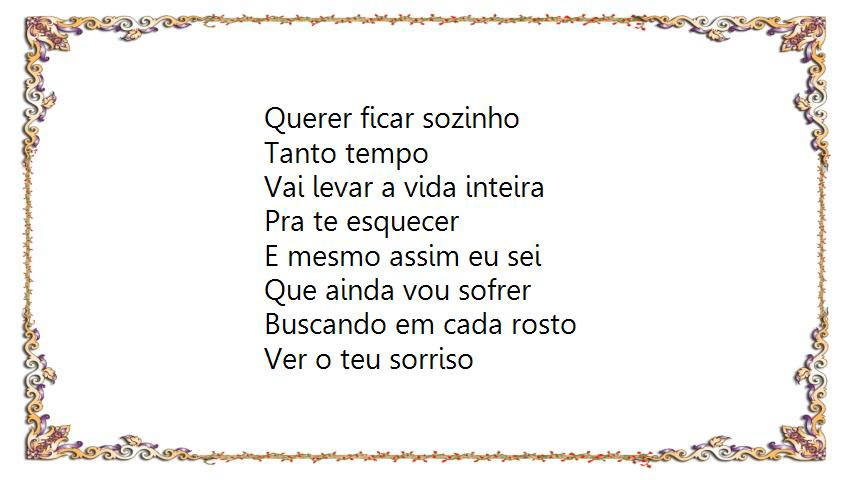 Querer ficar sozinho
Tanto tempo
Vai levar a vida inteira
Pra te esquecer
E mesmo assim eu sei
Que ainda vou sofrer
Buscando em cada rosto
Ver o teu sorriso